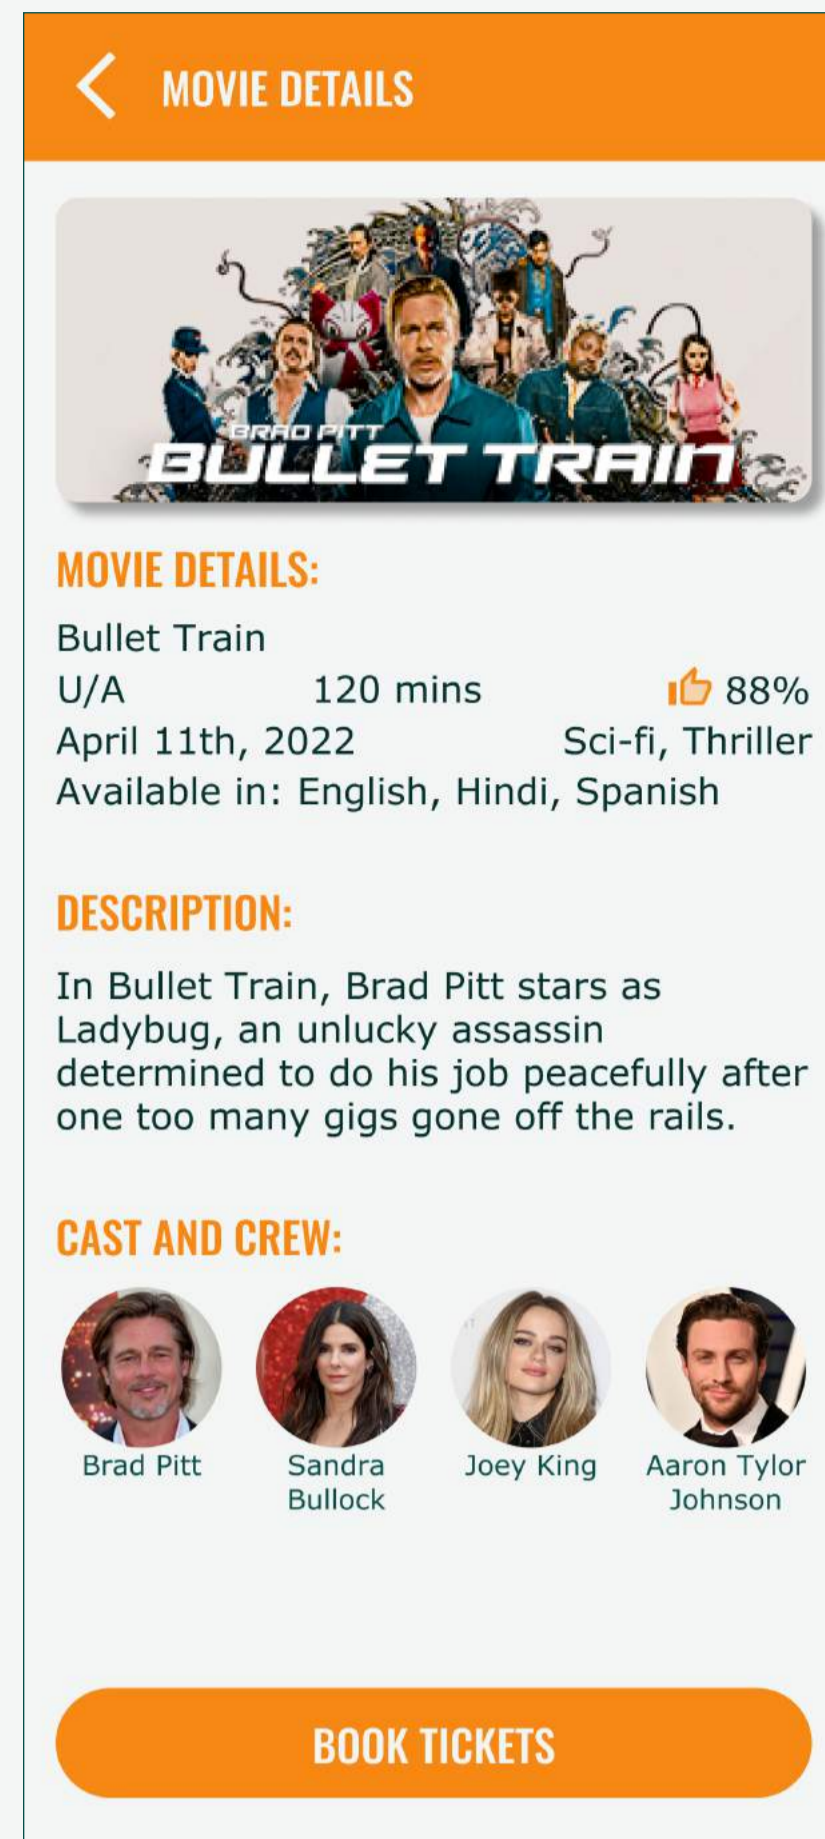 MOVIE DETAILS
BRAD PITT
BULLET TRAIN
MOVIE DETAILS:
Bullet Train
U/A 120 mins 88%
April 11th, 2022 Sci-fi, Thriller
Available in: English, Hindi, Spanish
DESCRIPTION:
In Bullet Train, Brad Pitt stars as
Ladybug, an unlucky assassin
determined to do his job peacefully after
one too many gigs gone off the rails.
CAST AND CREW:
Brad Pitt
Sandra
Bullock
Joey King
Aaron Tylor
Johnson
BOOK TICKETS